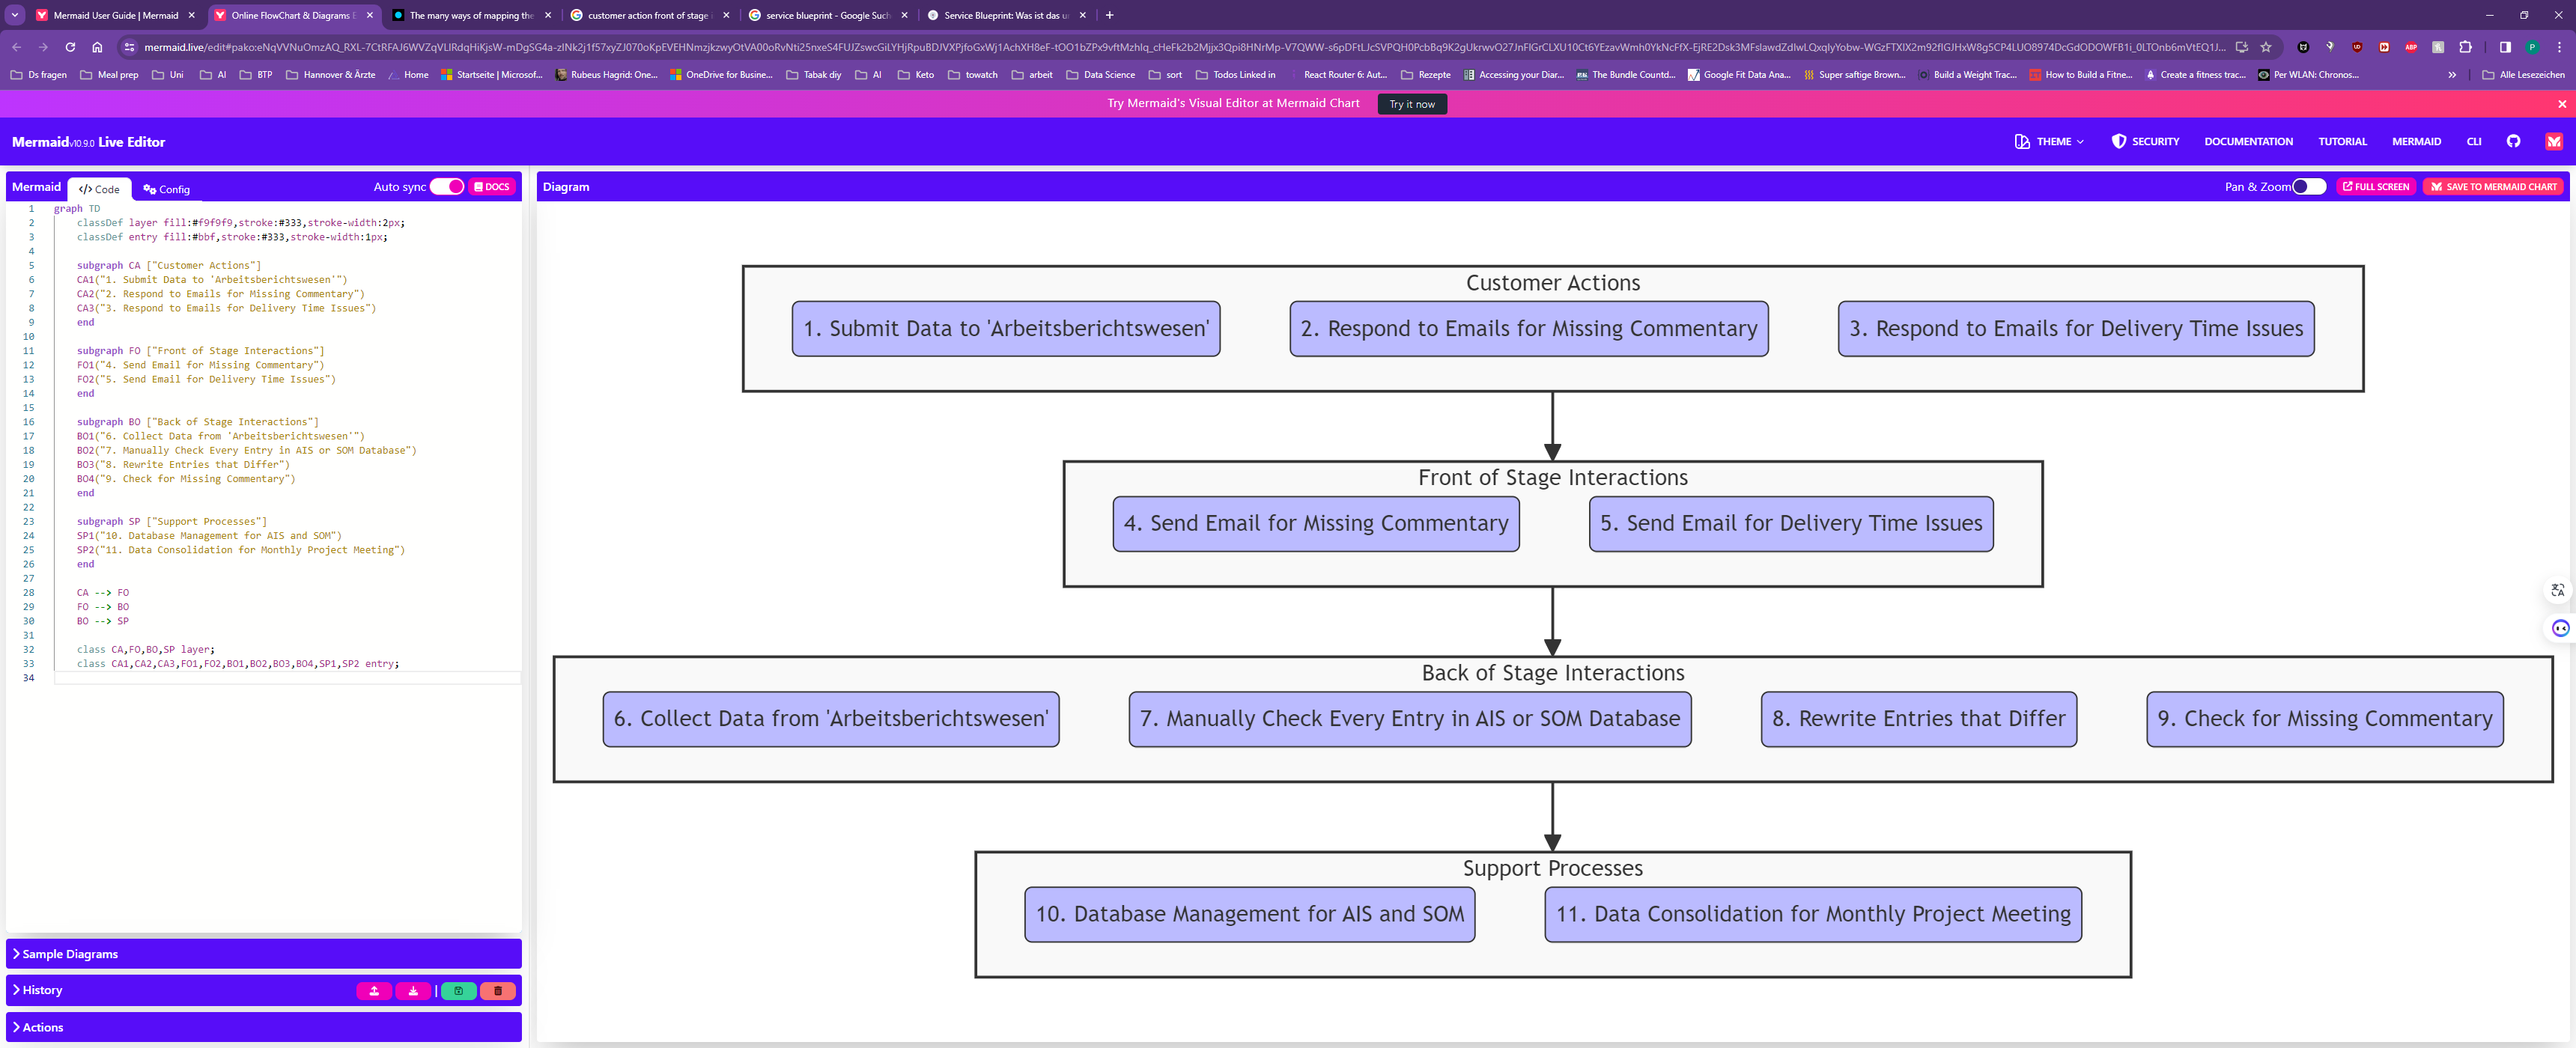 Mermaid User Guide | Mermaid
Online FlowChart & Diagrams E
The many ways of mapping the
customer action front of stage
service blueprint - Google Such
Service Blueprint: Was ist das u
Ds fragen
Meal prep
Uni
AI
BTP
Hannover & Ärzte
Home
Startseite | Microsof...
Rubeus Hagrid: One...
OneDrive for Busine...
Tabak diy
AI
Keto
towatch
arbeit
Data Science
sort
Todos Linked in
React Router 6: Aut...
Rezepte
Accessing your Diar...
The Bundle Countd...
Google Fit Data Ana...
Super saftige Brown...
Build a Weight Trac...
How to Build a Fitne...
Create a fitness trac...
Per WLAN: Chronos...
Alle Lesezeichen
Try Mermaid's Visual Editor at Mermaid Chart
Try it now
Mermaid v10.9.0 Live Editor
THEME
SECURITY
DOCUMENTATION
TUTORIAL
MERMAID
CLI
Mermaid
Code
Config
Auto sync
DOCS
1 graph TD
2 classDef layer fill:#f9f9f9,stroke:#333,stroke-width:2px;
3 classDef entry fill:#bbf,stroke:#333,stroke-width:1px;
4
5 subgraph CA ["Customer Actions"]
6 CA1("1. Submit Data to 'Arbeitsberichtswesen'")
7 CA2("2. Respond to Emails for Missing Commentary")
8 CA3("3. Respond to Emails for Delivery Time Issues")
9 end
10
11 subgraph FO ["Front of Stage Interactions"]
12 FO1("4. Send Email for Missing Commentary")
13 FO2("5. Send Email for Delivery Time Issues")
14 end
15
16 subgraph BO ["Back of Stage Interactions"]
17 BO1("6. Collect Data from 'Arbeitsberichtswesen'")
18 BO2("7. Manually Check Every Entry in AIS or SOM Database")
19 BO3("8. Rewrite Entries that Differ")
20 BO4("9. Check for Missing Commentary")
21 end
22
23 subgraph SP ["Support Processes"]
24 SP1("10. Database Management for AIS and SOM")
25 SP2("11. Data Consolidation for Monthly Project Meeting")
26 end
27
28 CA --> FO
29 FO --> BO
30 BO --> SP
31
32 class CA,FO,BO,SP layer;
33 class CA1,CA2,CA3,FO1,FO2,BO1,BO2,BO3,BO4,SP1,SP2 entry;
34
Sample Diagrams
History
Actions
Diagram
Pan & Zoom
FULL SCREEN
SAVE TO MERMAID CHART
Customer Actions
1. Submit Data to 'Arbeitsberichtswesen'
2. Respond to Emails for Missing Commentary
3. Respond to Emails for Delivery Time Issues
Front of Stage Interactions
4. Send Email for Missing Commentary
5. Send Email for Delivery Time Issues
Back of Stage Interactions
6. Collect Data from 'Arbeitsberichtswesen'
7. Manually Check Every Entry in AIS or SOM Database
8. Rewrite Entries that Differ
9. Check for Missing Commentary
Support Processes
10. Database Management for AIS and SOM
11. Data Consolidation for Monthly Project Meeting